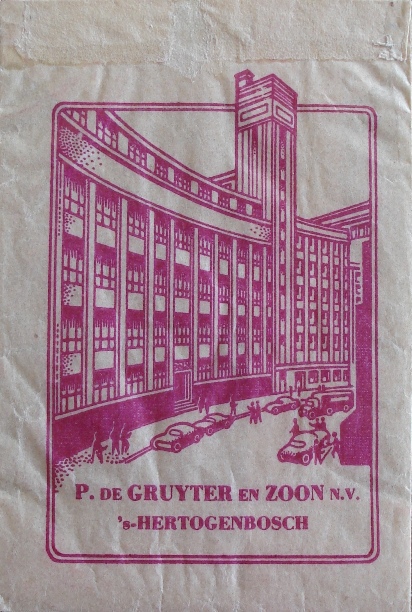 P. DE GRUYTER EN ZOON N.V.
's-HERTOGENBOSCH